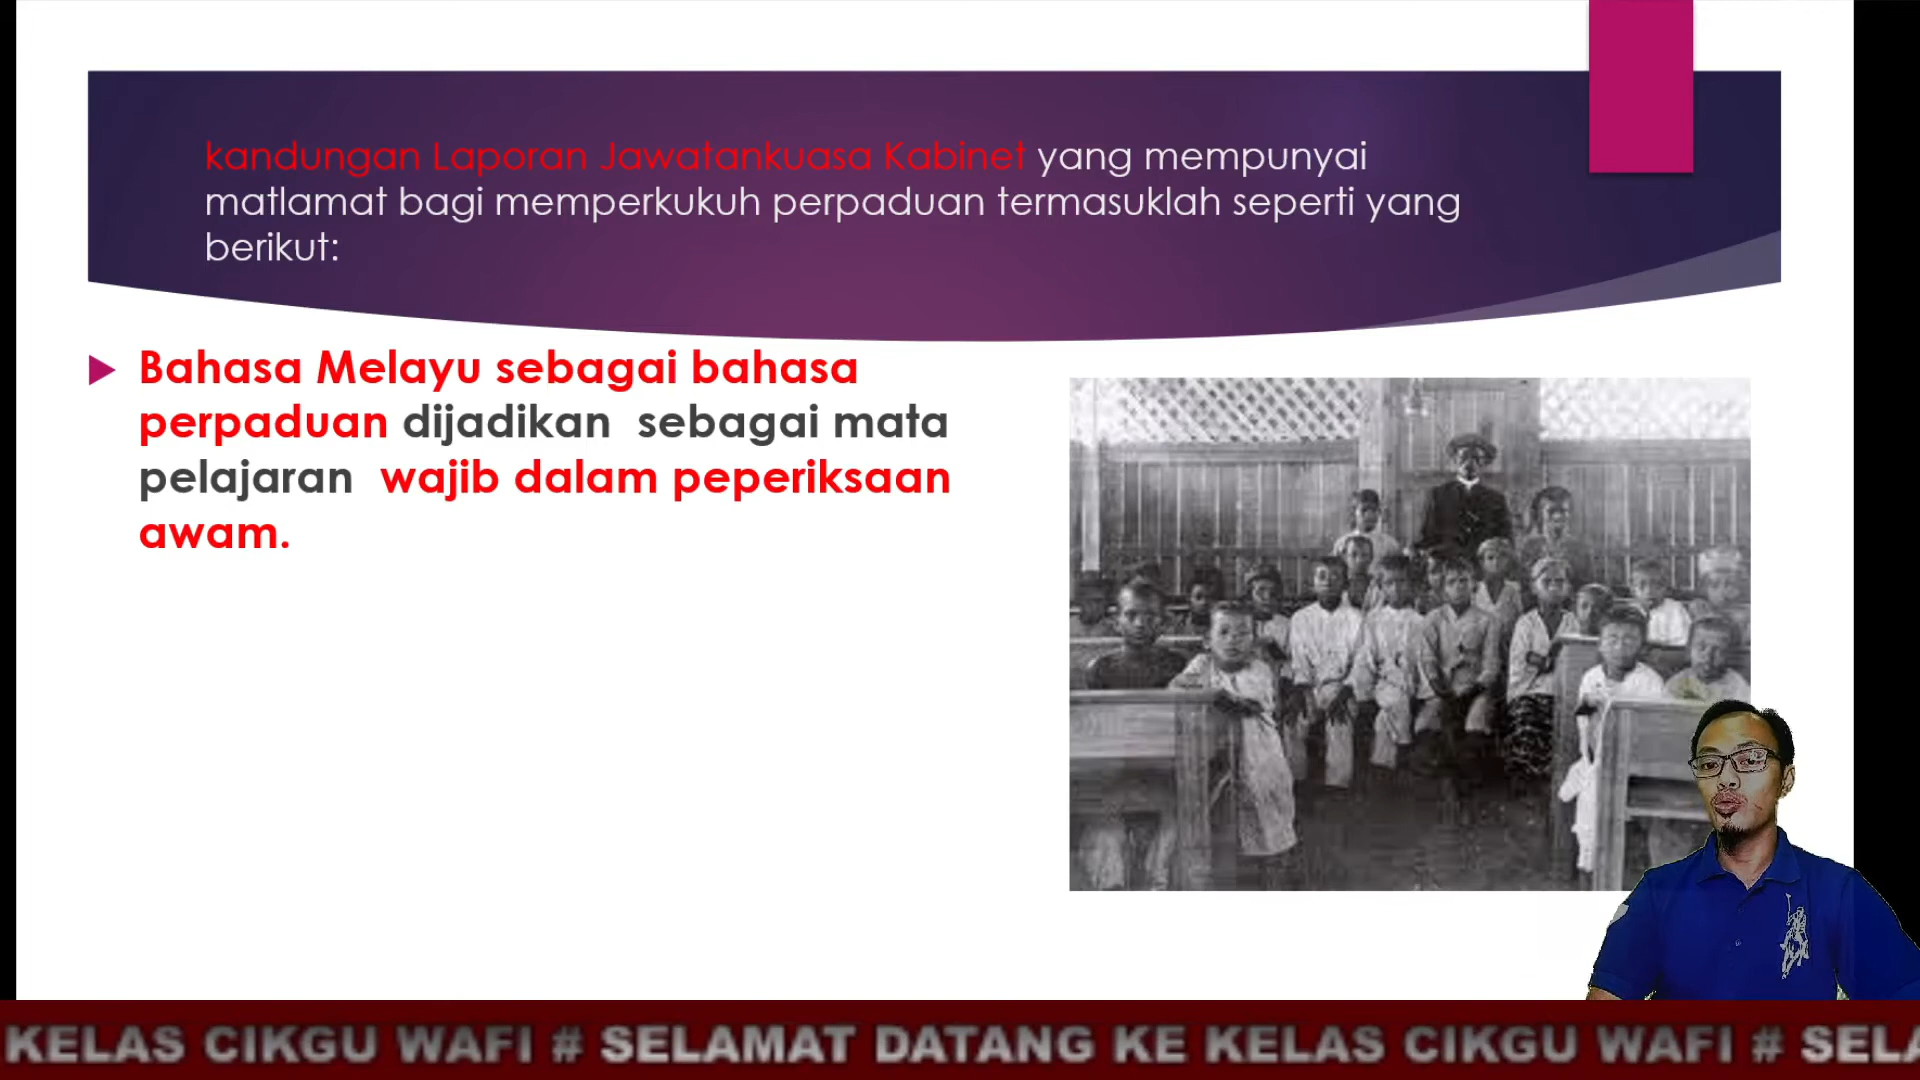 kandungan Laporan Jawatankuasa Kabinet yang mempunyai
matlamat bagi memperkukuh perpaduan termasuklah seperti yang
berikut:
Bahasa Melayu sebagai bahasa
perpaduan dijadikan sebagai mata
pelajaran wajib dalam peperiksaan
awam.
KELAS CIKGU WAFI # SELAMAT DATANG KE KELAS CIKGU WAFI # SELA